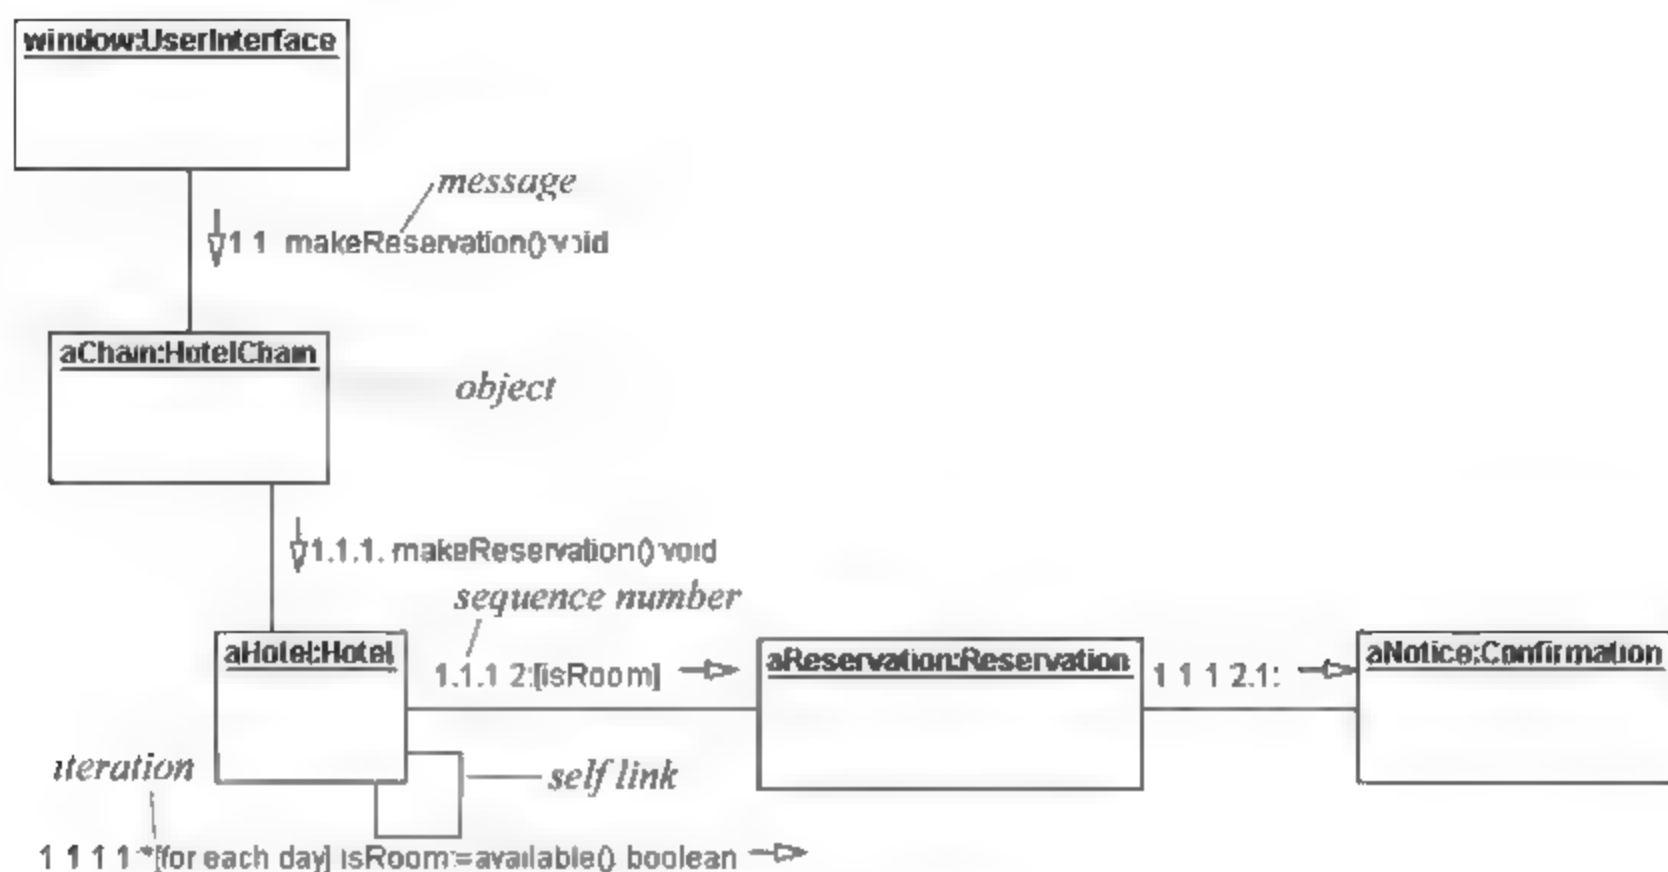 window:UserInterface
message
1 1 makeReservation() void
aChain:HotelChain
object
1.1.1. makeReservation() void
sequence number
aHotel:Hotel
1.1.1 2:[isRoom]
aReservation:Reservation
1 1 1 2.1:
aNotice:Confirmation
iteration
self link
1 1 1 1 *[for each day] isRoom:=available() boolean